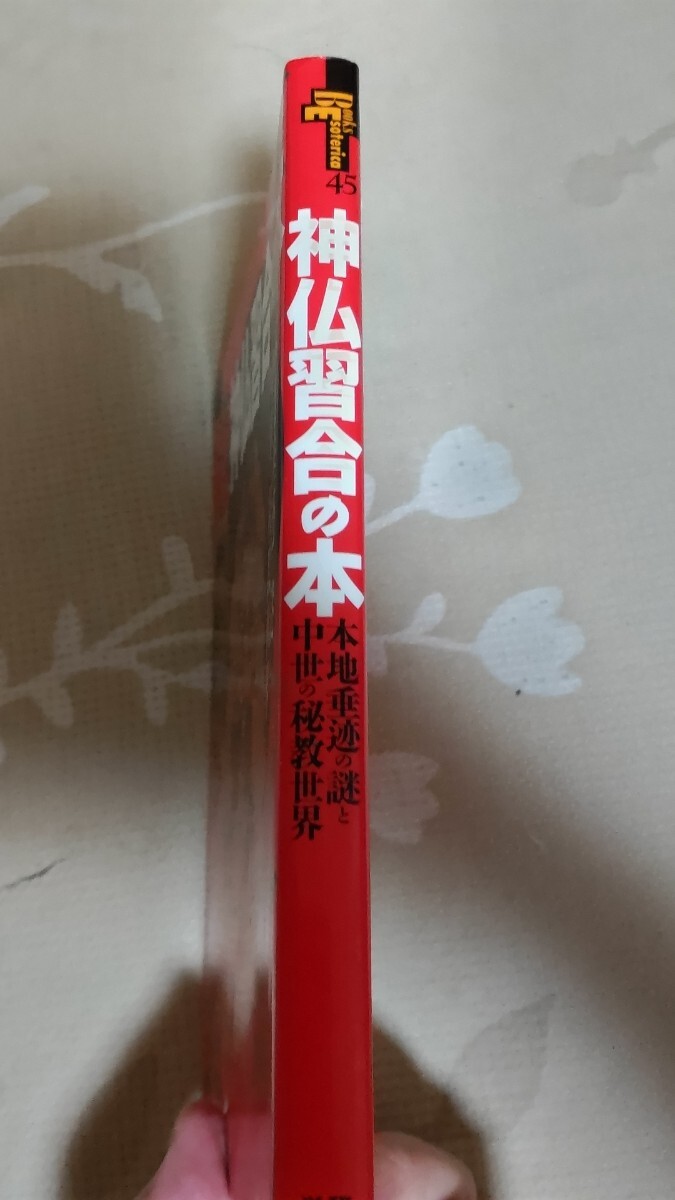 Books
Esoterica
45
神仏習合の本
本地垂迹の謎と
中世の秘教世界